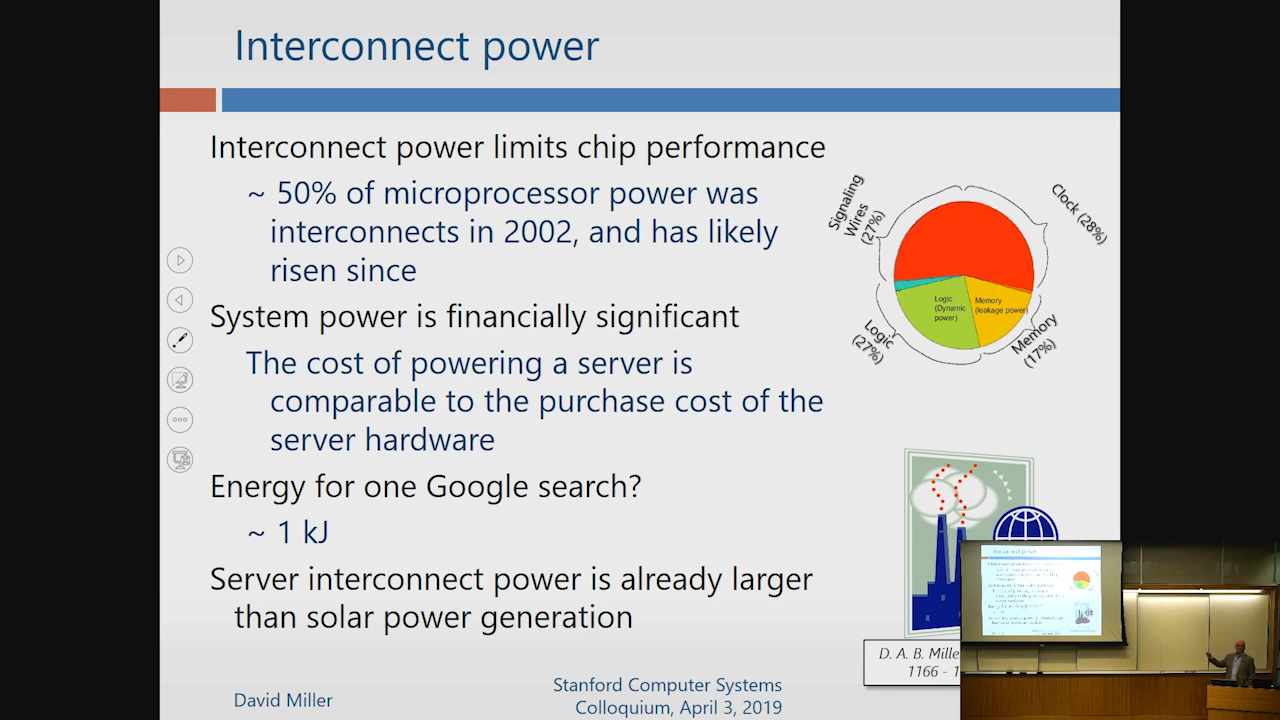 Interconnect power
Interconnect power limits chip performance
~ 50% of microprocessor power was
interconnects in 2002, and has likely
risen since
System power is financially significant
The cost of powering a server is
comparable to the purchase cost of the
server hardware
Energy for one Google search?
~ 1 kJ
Server interconnect power is already larger
than solar power generation
Signaling
Wires
(27%)
Clock (28%)
Logic
(Dynamic
power)
Memory
(leakage power)
Logic
(27%)
Memory
(17%)
D. A. B. Mille
1166 - 1
David Miller
Stanford Computer Systems
Colloquium, April 3, 2019
Interconnect power